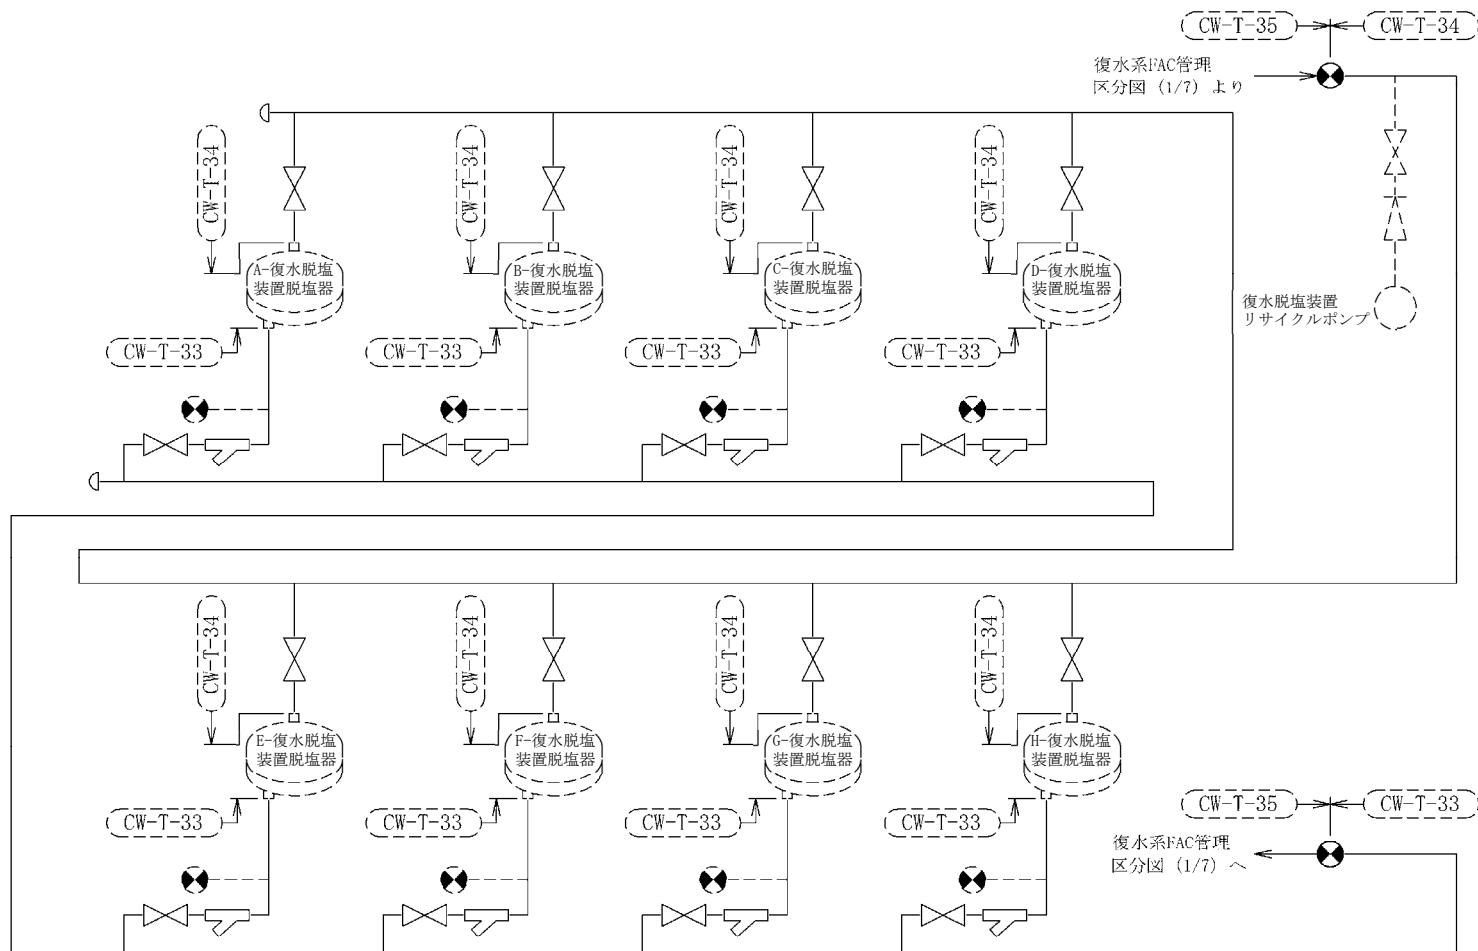 CW-T-35
CW-T-34
復水系FAC管理
区分図 (1/7) より
CW-T-34
CW-T-34
CW-T-34
CW-T-34
A-復水脱塩
装置脱塩器
B-復水脱塩
装置脱塩器
C-復水脱塩
装置脱塩器
D-復水脱塩
装置脱塩器
復水脱塩装置
リサイクルポンプ
CW-T-33
CW-T-33
CW-T-33
CW-T-33
CW-T-34
CW-T-34
CW-T-34
CW-T-34
E-復水脱塩
装置脱塩器
F-復水脱塩
装置脱塩器
G-復水脱塩
装置脱塩器
H-復水脱塩
装置脱塩器
CW-T-33
CW-T-33
CW-T-33
CW-T-33
CW-T-35
CW-T-33
復水系FAC管理
区分図 (1/7) へ